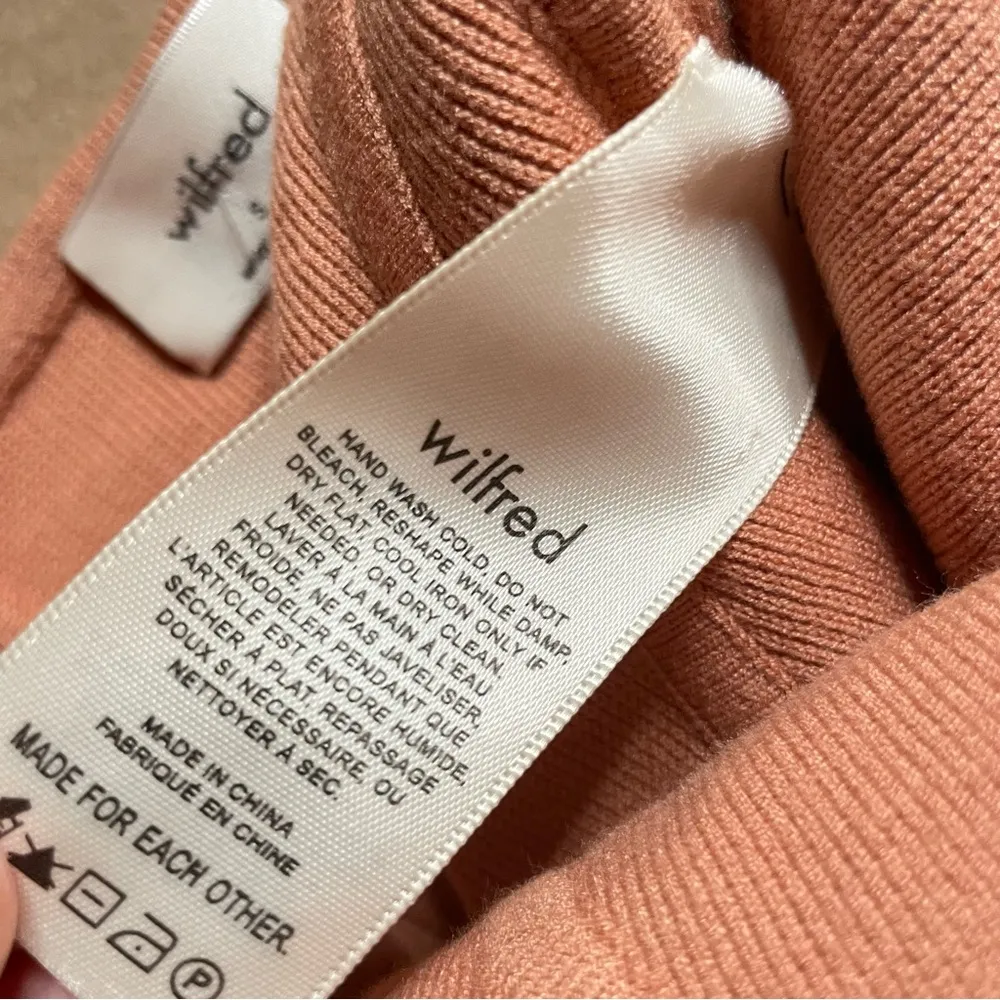 wilfred
S
wilfred
HAND WASH COLD, DO NOT
BLEACH, RESHAPE WHILE DAMP,
DRY FLAT, COOL IRON ONLY IF
NEEDED, OR DRY CLEAN.
LAVER À LA MAIN À L'EAU
FROIDE, NE PAS JAVELISER,
REMODELER PENDANT QUE
L'ARTICLE EST ENCORE HUMIDE,
SÉCHER À PLAT, REPASSAGE
DOUX SI NÉCESSAIRE, OU
NETTOYER À SEC.
MADE IN CHINA
FABRIQUÉ EN CHINE
MADE FOR EACH OTHER.
P